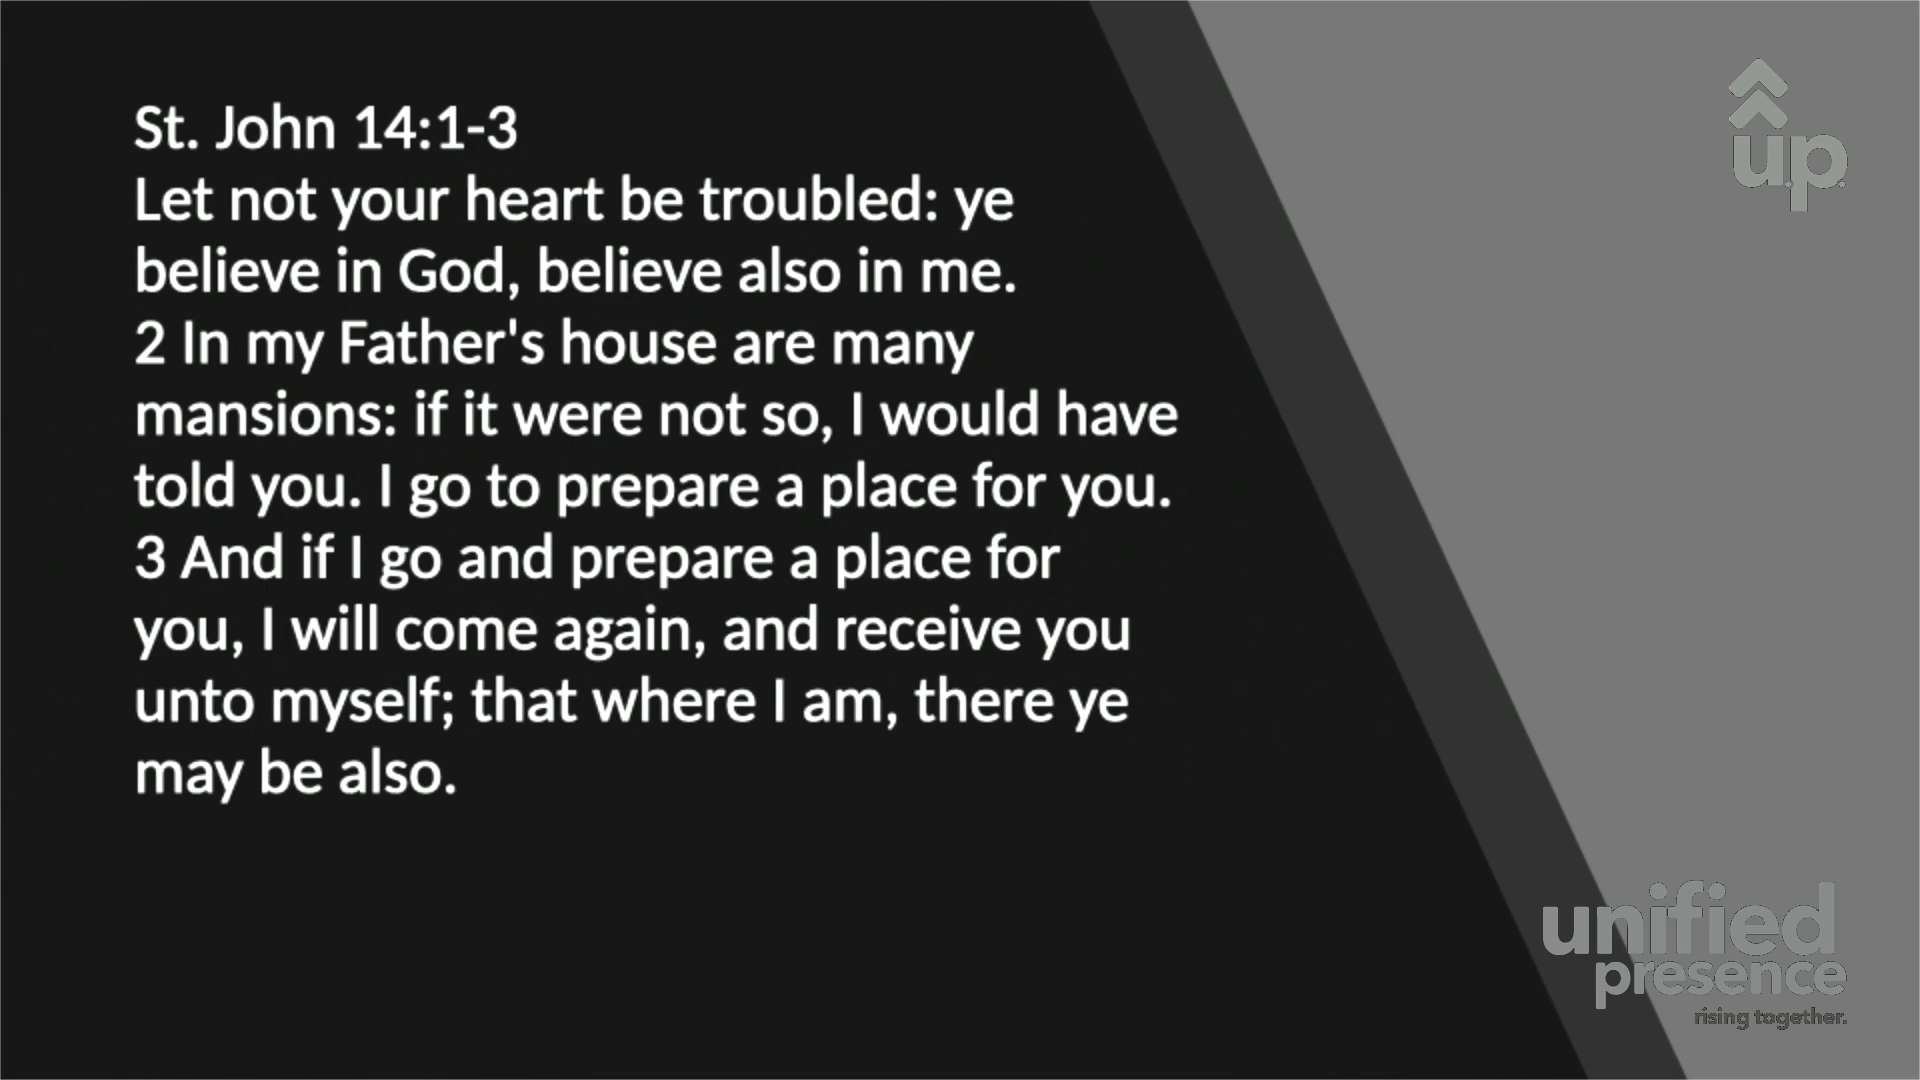 St. John 14:1-3
Let not your heart be troubled: ye
believe in God, believe also in me.
2 In my Father's house are many
mansions: if it were not so, I would have
told you. I go to prepare a place for you.
3 And if I go and prepare a place for
you, I will come again, and receive you
unto myself; that where I am, there ye
may be also.
u.p.
unified
presence
rising together.